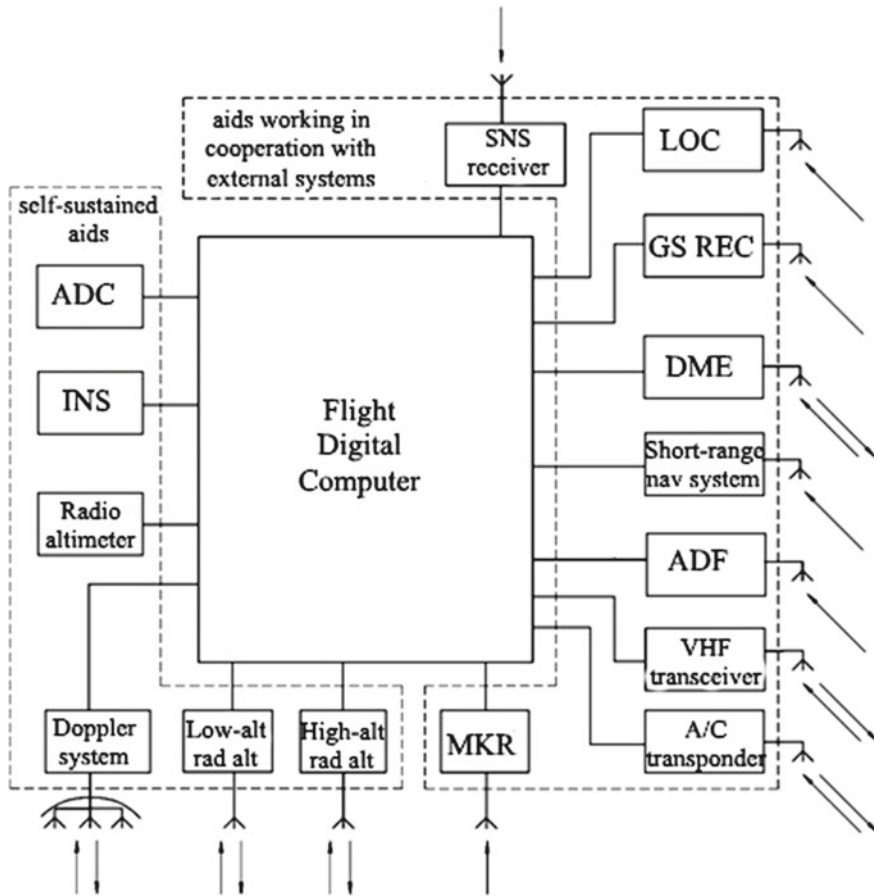 aids working in
cooperation with
external systems
SNS
receiver
LOC
self-sustained
aids
GS REC
ADC
DME
INS
Flight
Digital
Computer
Short-range
nav system
Radio
altimeter
ADF
VHF
transceiver
Doppler
system
Low-alt
rad alt
High-alt
rad alt
MKR
A/C
transponder